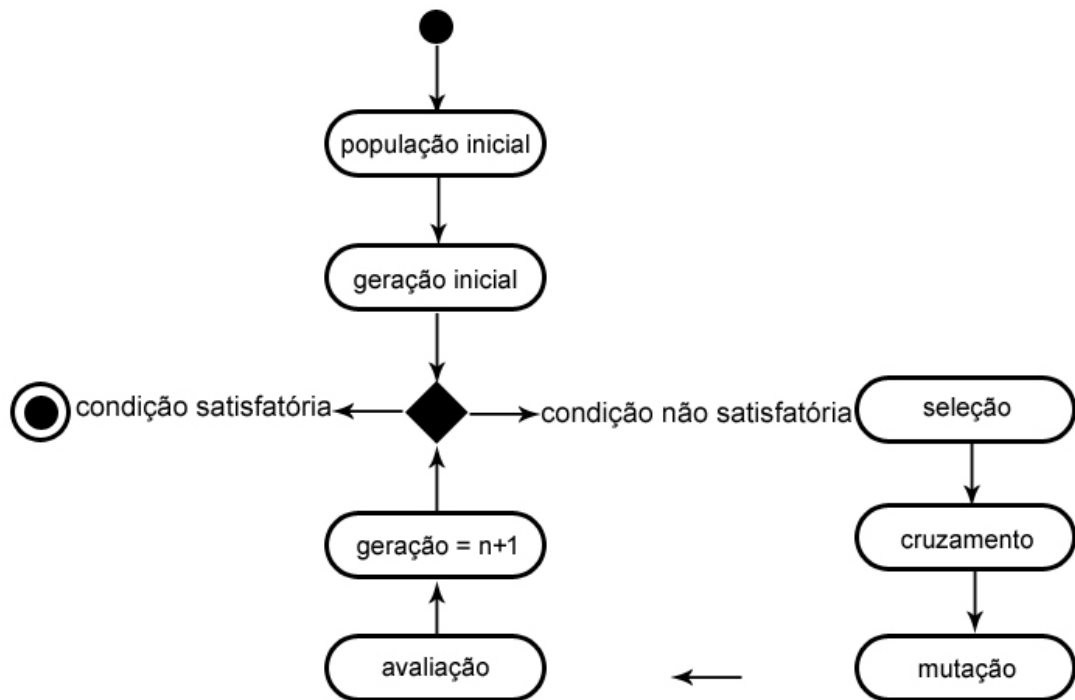 população inicial
geração inicial
condição satisfatória
condição não satisfatória
seleção
cruzamento
mutação
avaliação
geração = n+1